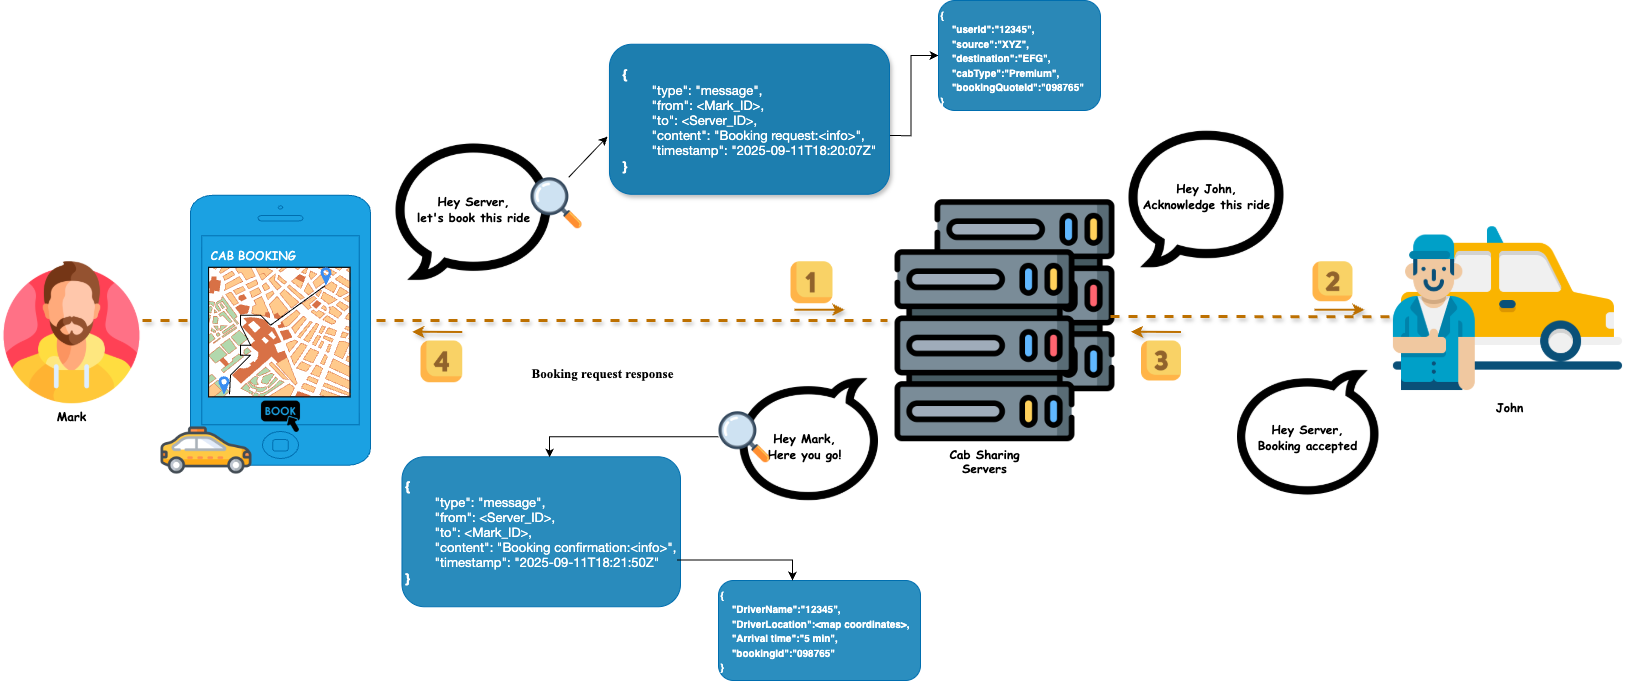 {
"userId":"12345",
"source":"XYZ",
"destination":"EFG",
"cabType":"Premium",
"bookingQuoteId":"098765"
}
{
"type": "message",
"from": <Mark_ID>,
"to": <Server_ID>,
"content": "Booking request:<info>",
"timestamp": "2025-09-11T18:20:07Z"
}
Hey Server,
let's book this ride
Hey John,
Acknowledge this ride
CAB BOOKING
BOOK
Mark
1
2
4
3
Booking request response
Cab Sharing
Servers
John
Hey Mark,
Here you go!
Hey Server,
Booking accepted
{
"type": "message",
"from": <Server_ID>,
"to": <Mark_ID>,
"content": "Booking confirmation:<info>",
"timestamp": "2025-09-11T18:21:50Z"
}
{
"DriverName":"12345",
"DriverLocation":<map coordinates>,
"Arrival time":"5 min",
"bookingId":"098765"
}